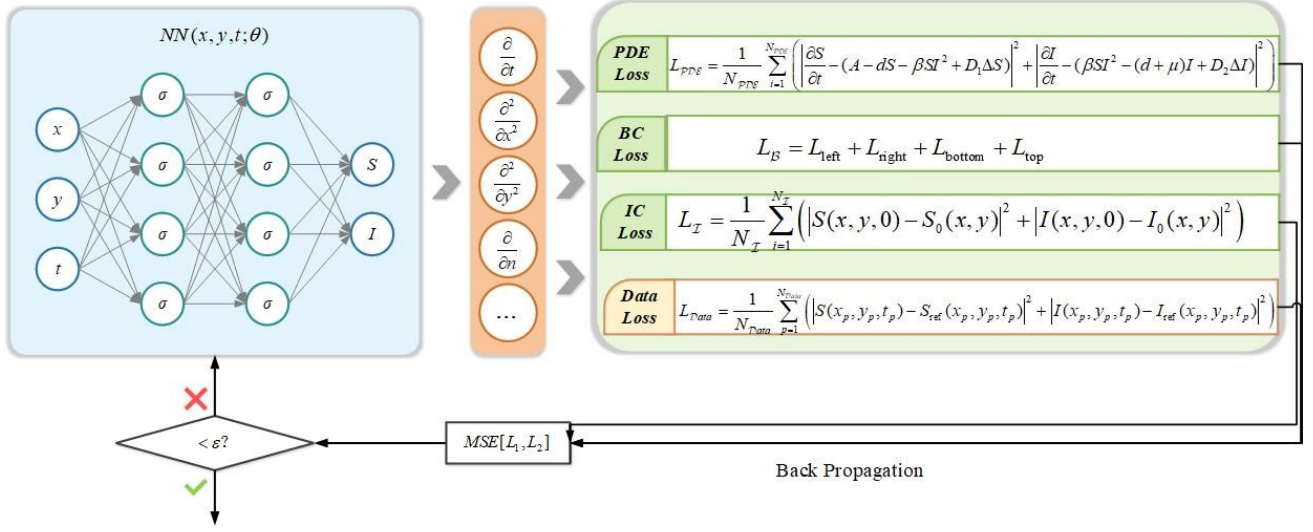 NN(x, y, t; θ)
x
y
t
σ
σ
σ
σ
σ
σ
σ
σ
S
I
∂/∂t
∂²/∂x²
∂²/∂y²
∂/∂n
...
PDE Loss
L_PDE = 1/N_PDE ∑_{i=1}^{N_PDE} (|∂S/∂t − (A − dS − βSI² + D₁ΔS)|² + |∂I/∂t − (βSI² − (d + μ)I + D₂ΔI)|²)
BC Loss
L_B = L_left + L_right + L_bottom + L_top
IC Loss
L_I = 1/N_I ∑_{i=1}^{N_I} (|S(x, y, 0) − S₀(x, y)|² + |I(x, y, 0) − I₀(x, y)|²)
Data Loss
L_Data = 1/N_Data ∑_{p=1}^{N_Data} (|S(x_p, y_p, t_p) − S_ref(x_p, y_p, t_p)|² + |I(x_p, y_p, t_p) − I_ref(x_p, y_p, t_p)|²)
< ε?
MSE[L₁, L₂]
Back Propagation